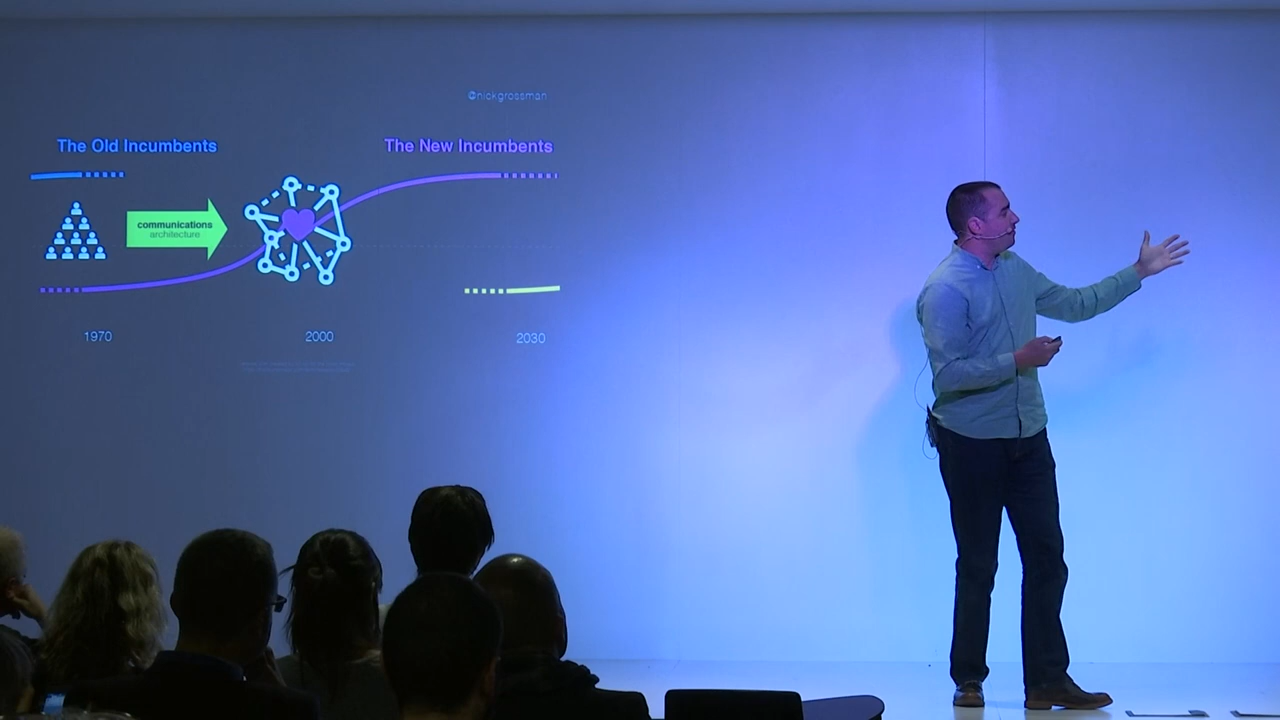 @nickgrossman
The Old Incumbents
The New Incumbents
communications
architecture
1970
2000
2030